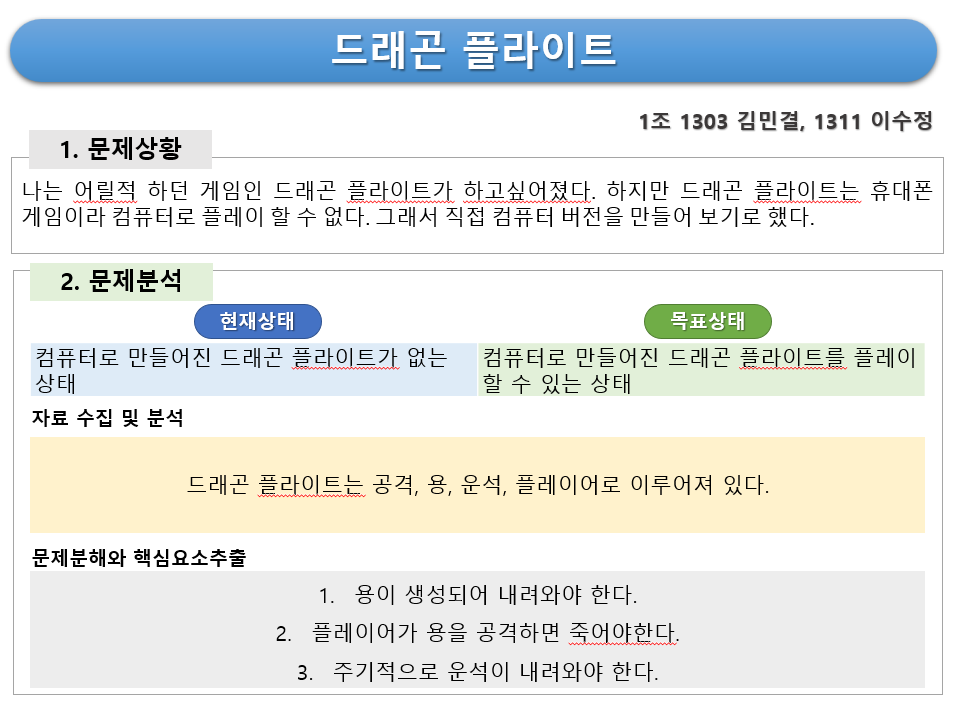 드래곤 플라이트
1조 1303 김민결, 1311 이수정
1. 문제상황
나는 어릴적 하던 게임인 드래곤 플라이트가 하고싶어졌다. 하지만 드래곤 플라이트는 휴대폰
게임이라 컴퓨터로 플레이 할 수 없다. 그래서 직접 컴퓨터 버전을 만들어 보기로 했다.
2. 문제분석
현재상태
컴퓨터로 만들어진 드래곤 플라이트가 없는
상태
목표상태
컴퓨터로 만들어진 드래곤 플라이트를 플레이
할 수 있는 상태
자료 수집 및 분석
드래곤 플라이트는 공격, 용, 운석, 플레이어로 이루어져 있다.
문제분해와 핵심요소추출
1. 용이 생성되어 내려와야 한다.
2. 플레이어가 용을 공격하면 죽어야한다.
3. 주기적으로 운석이 내려와야 한다.